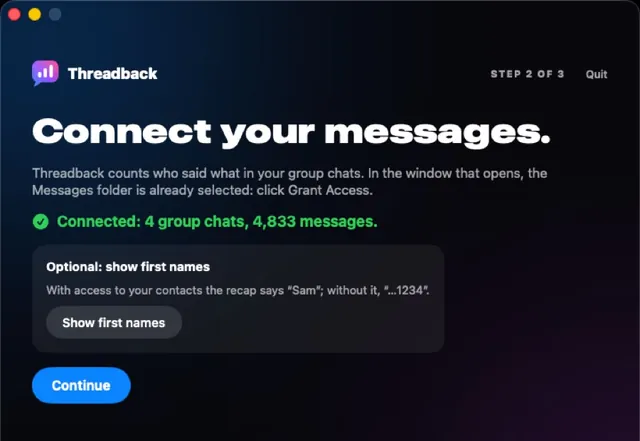 Threadback
STEP 2 OF 3
Quit
Connect your messages.
Threadback counts who said what in your group chats. In the window that opens, the
Messages folder is already selected: click Grant Access.
Connected: 4 group chats, 4,833 messages.
Optional: show first names
With access to your contacts the recap says “Sam”; without it, “…1234”.
Show first names
Continue